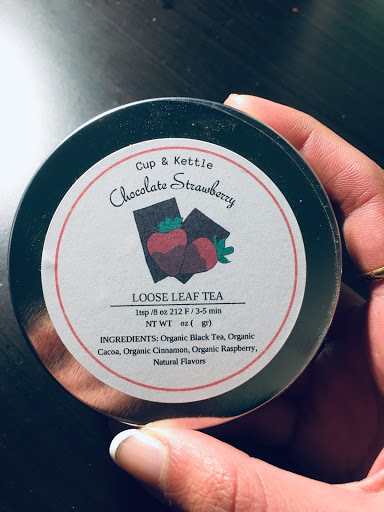 Cup & Kettle
Chocolate Strawberry
LOOSE LEAF TEA
1tsp /8 oz 212 F / 3-5 min
NT WT oz ( gr)
INGREDIENTS: Organic Black Tea, Organic
Cacoa, Organic Cinnamon, Organic Raspberry,
Natural Flavors